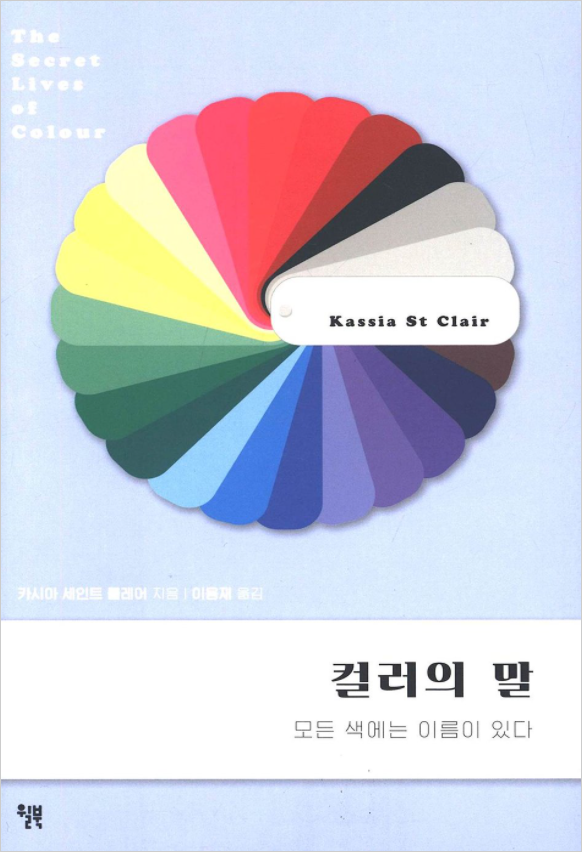 The
Secret
Lives
of
Colour
Kassia St Clair
카시아 세인트 클레어 지음 | 이용재 옮김
컬러의 말
모든 색에는 이름이 있다
윌북